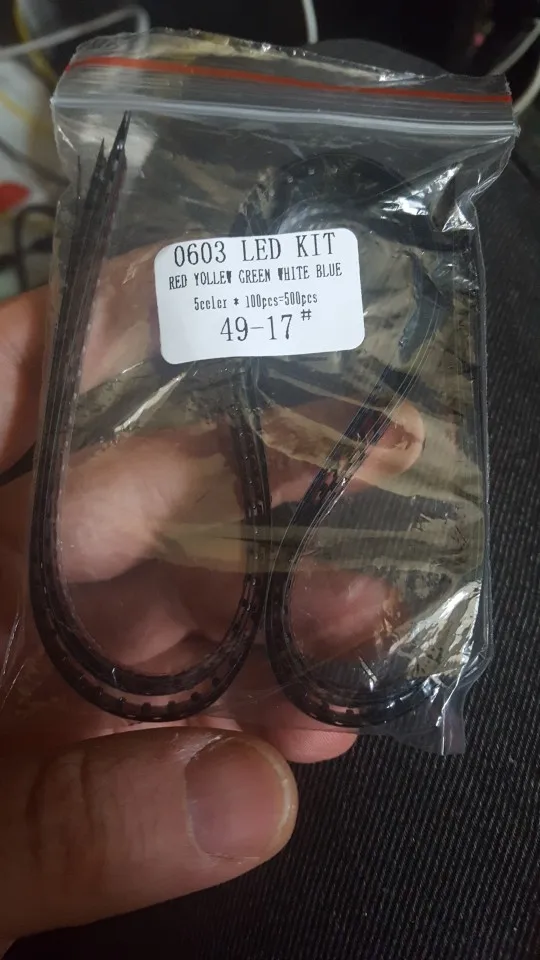 0603 LED KIT
RED YOLLEW GREEN WHITE BLUE
5celer * 100pcs=500pcs
49-17#